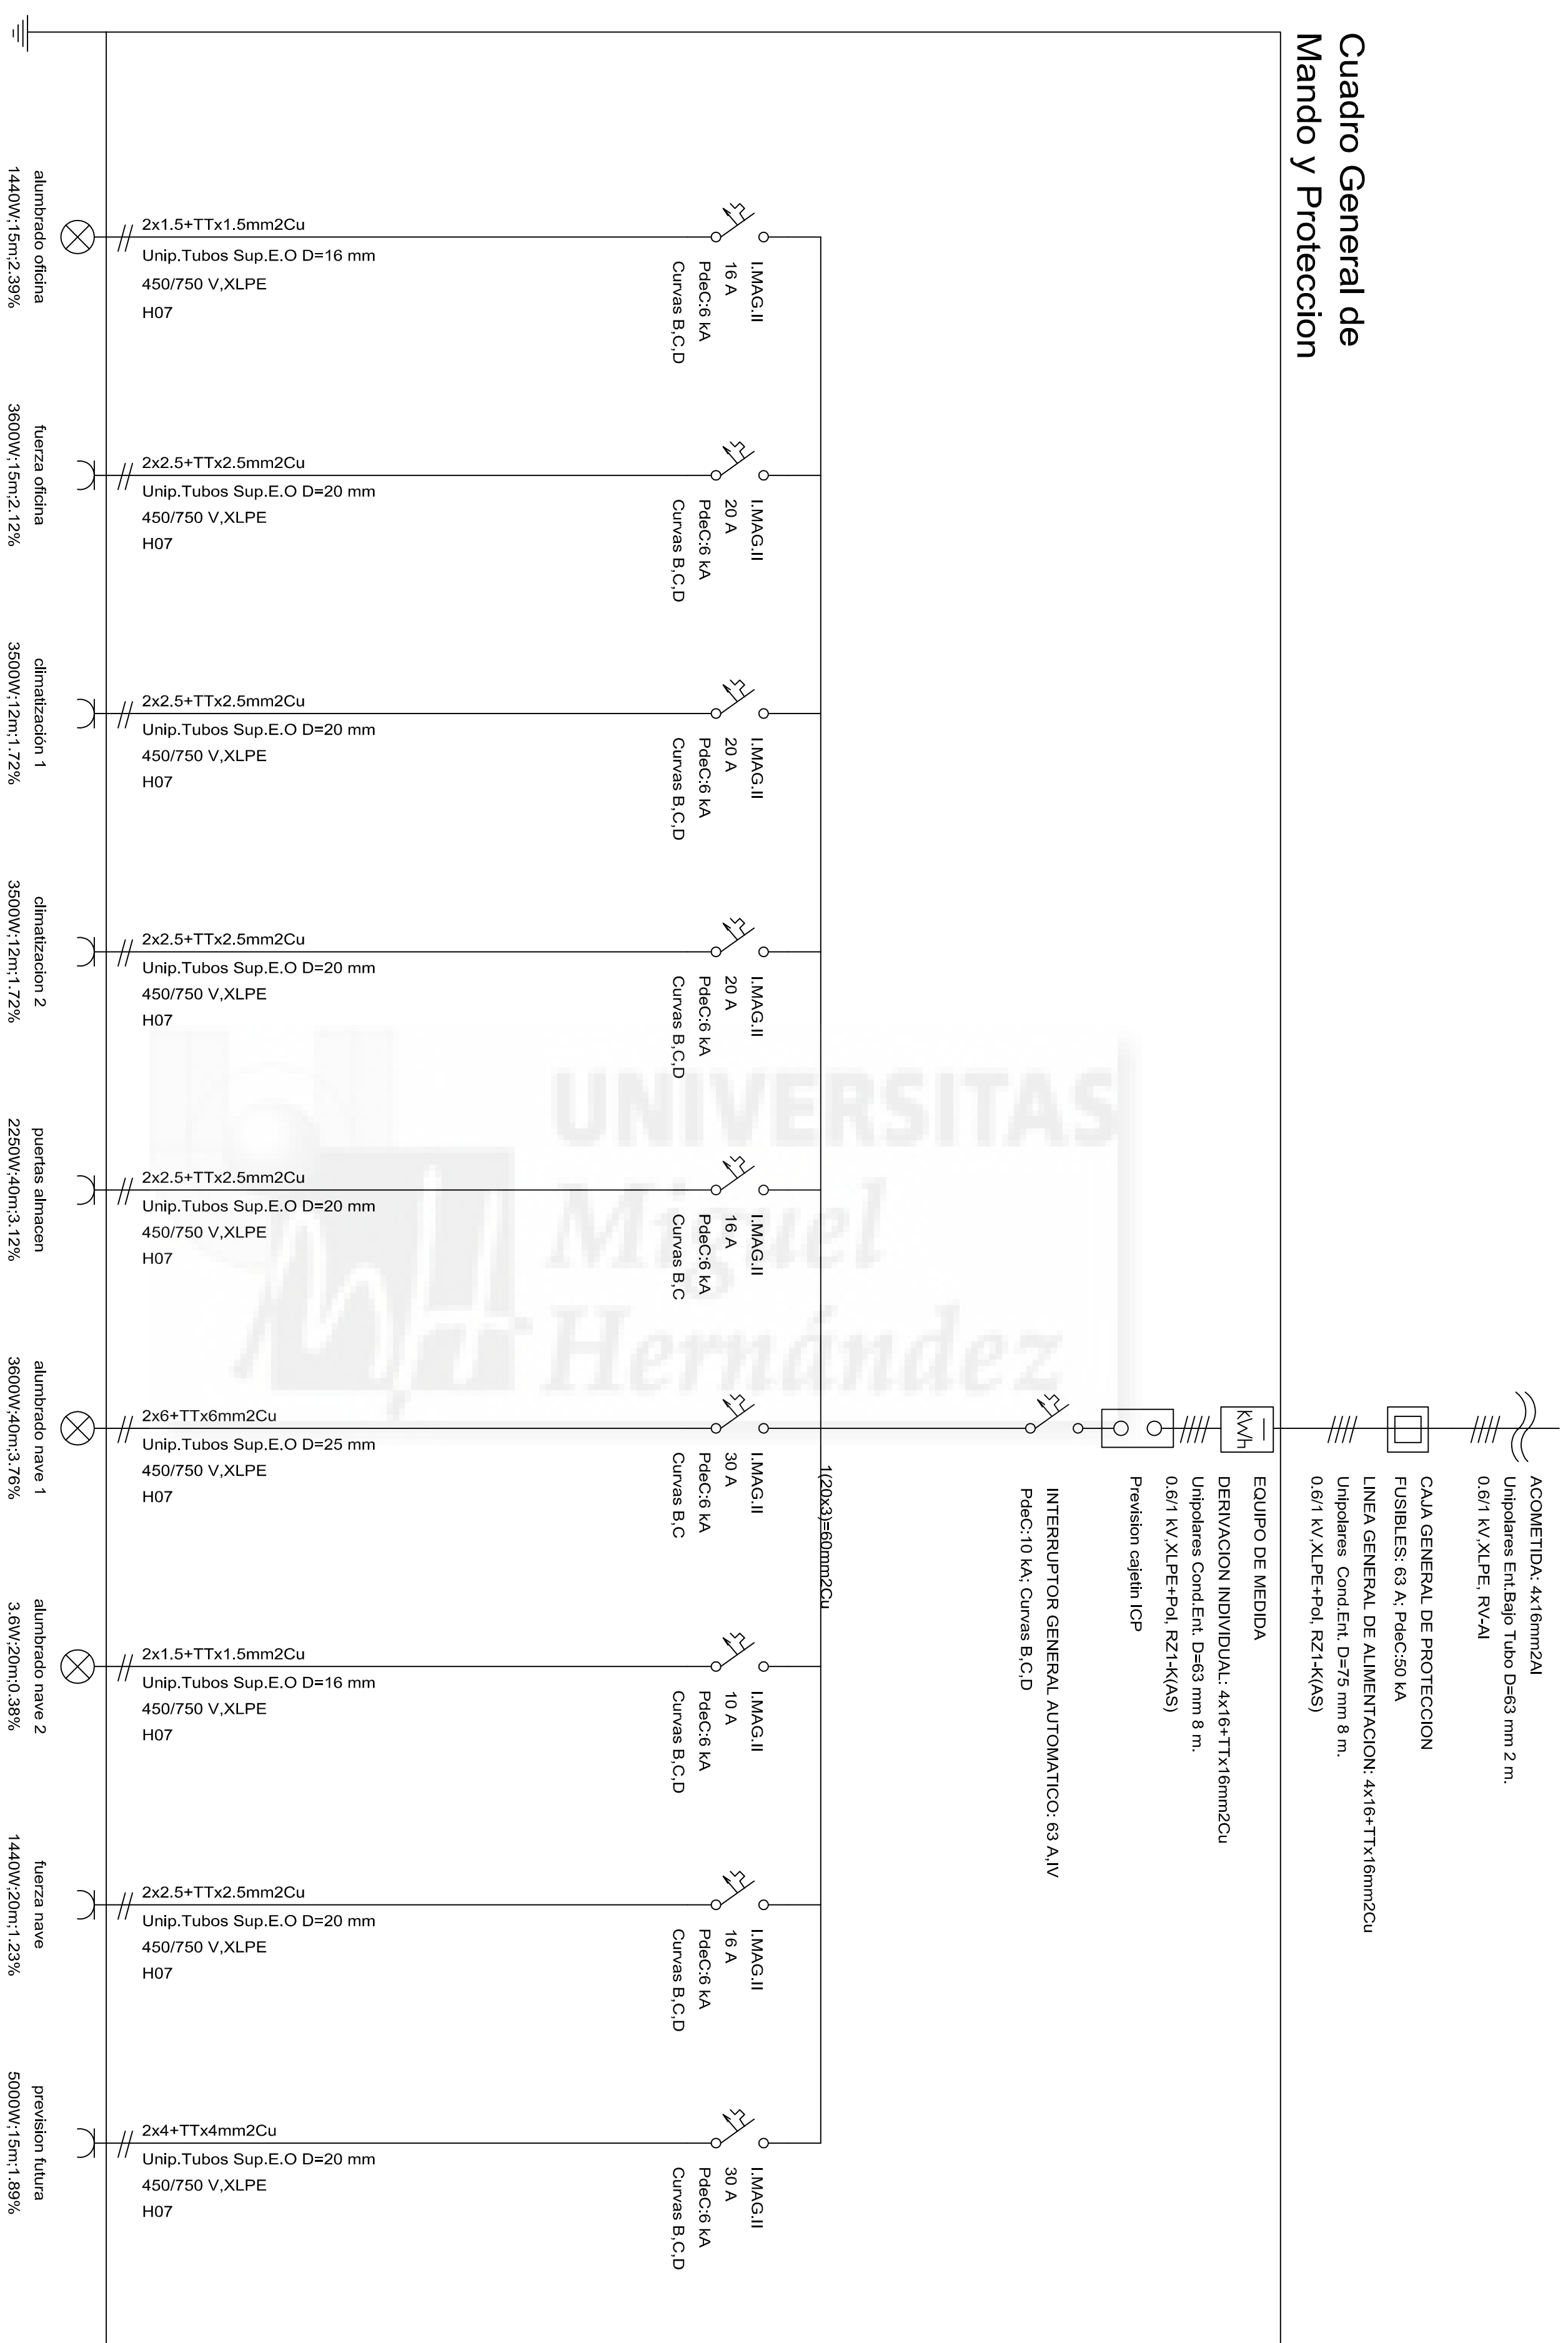 Cuadro General de
Mando y Proteccion
ACOMETIDA: 4x16mm2Al
Unipolares Ent.Bajo Tubo D=63 mm 2 m.
0.6/1 kV,XLPE, RV-Al
CAJA GENERAL DE PROTECCION
FUSIBLES: 63 A; PdeC:50 kA
LINEA GENERAL DE ALIMENTACION: 4x16+TTx16mm2Cu
Unipolares Cond.Ent. D=75 mm 8 m.
0.6/1 kV,XLPE+Pol, RZ1-K(AS)
EQUIPO DE MEDIDA
kWh
DERIVACION INDIVIDUAL: 4x16+TTx16mm2Cu
Unipolares Cond.Ent. D=63 mm 8 m.
0.6/1 kV,XLPE+Pol, RZ1-K(AS)
Prevision cajetin ICP
INTERRUPTOR GENERAL AUTOMATICO: 63 A,IV
PdeC:10 kA; Curvas B,C,D
1(20x3)=60mm2Cu
I.MAG.II
16 A
PdeC:6 kA
Curvas B,C,D
2x1.5+TTx1.5mm2Cu
Unip.Tubos Sup.E.O D=16 mm
450/750 V,XLPE
H07
alumbrado oficina
1440W;15m;2.39%
I.MAG.II
20 A
PdeC:6 kA
Curvas B,C,D
2x2.5+TTx2.5mm2Cu
Unip.Tubos Sup.E.O D=20 mm
450/750 V,XLPE
H07
fuerza oficina
3600W;15m;2.12%
I.MAG.II
20 A
PdeC:6 kA
Curvas B,C,D
2x2.5+TTx2.5mm2Cu
Unip.Tubos Sup.E.O D=20 mm
450/750 V,XLPE
H07
climatización 1
3500W;12m;1.72%
I.MAG.II
20 A
PdeC:6 kA
Curvas B,C,D
2x2.5+TTx2.5mm2Cu
Unip.Tubos Sup.E.O D=20 mm
450/750 V,XLPE
H07
climatizacion 2
3500W;12m;1.72%
I.MAG.II
16 A
PdeC:6 kA
Curvas B,C
2x2.5+TTx2.5mm2Cu
Unip.Tubos Sup.E.O D=20 mm
450/750 V,XLPE
H07
puertas almacen
2250W;40m;3.12%
I.MAG.II
30 A
PdeC:6 kA
Curvas B,C
2x6+TTx6mm2Cu
Unip.Tubos Sup.E.O D=25 mm
450/750 V,XLPE
H07
alumbrado nave 1
3600W;40m;3.76%
I.MAG.II
10 A
PdeC:6 kA
Curvas B,C,D
2x1.5+TTx1.5mm2Cu
Unip.Tubos Sup.E.O D=16 mm
450/750 V,XLPE
H07
alumbrado nave 2
3.6W;20m;0.38%
I.MAG.II
16 A
PdeC:6 kA
Curvas B,C,D
2x2.5+TTx2.5mm2Cu
Unip.Tubos Sup.E.O D=20 mm
450/750 V,XLPE
H07
fuerza nave
1440W;20m;1.23%
I.MAG.II
30 A
PdeC:6 kA
Curvas B,C,D
2x4+TTx4mm2Cu
Unip.Tubos Sup.E.O D=20 mm
450/750 V,XLPE
H07
prevision futura
5000W;15m;1.89%
UNIVERSITAS
Miguel
Hernández